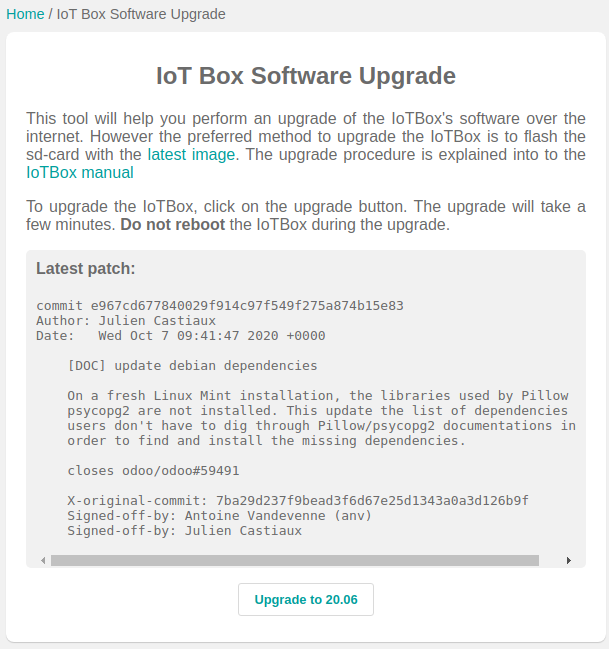 Home / IoT Box Software Upgrade
IoT Box Software Upgrade
This tool will help you perform an upgrade of the IoTBox's software over the
internet. However the preferred method to upgrade the IoTBox is to flash the
sd-card with the latest image. The upgrade procedure is explained into to the
IoTBox manual
To upgrade the IoTBox, click on the upgrade button. The upgrade will take a
few minutes. Do not reboot the IoTBox during the upgrade.
Latest patch:
commit e967cd677840029f914c97f549f275a874b15e83
Author: Julien Castiaux
Date:   Wed Oct 7 09:41:47 2020 +0000
[DOC] update debian dependencies
On a fresh Linux Mint installation, the libraries used by Pillow
psycopg2 are not installed. This update the list of dependencies
users don't have to dig through Pillow/psycopg2 documentations in
order to find and install the missing dependencies.
closes odoo/odoo#59491
X-original-commit: 7ba29d237f9bead3f6d67e25d1343a0a3d126b9f
Signed-off-by: Antoine Vandevenne (anv)
Signed-off-by: Julien Castiaux
Upgrade to 20.06